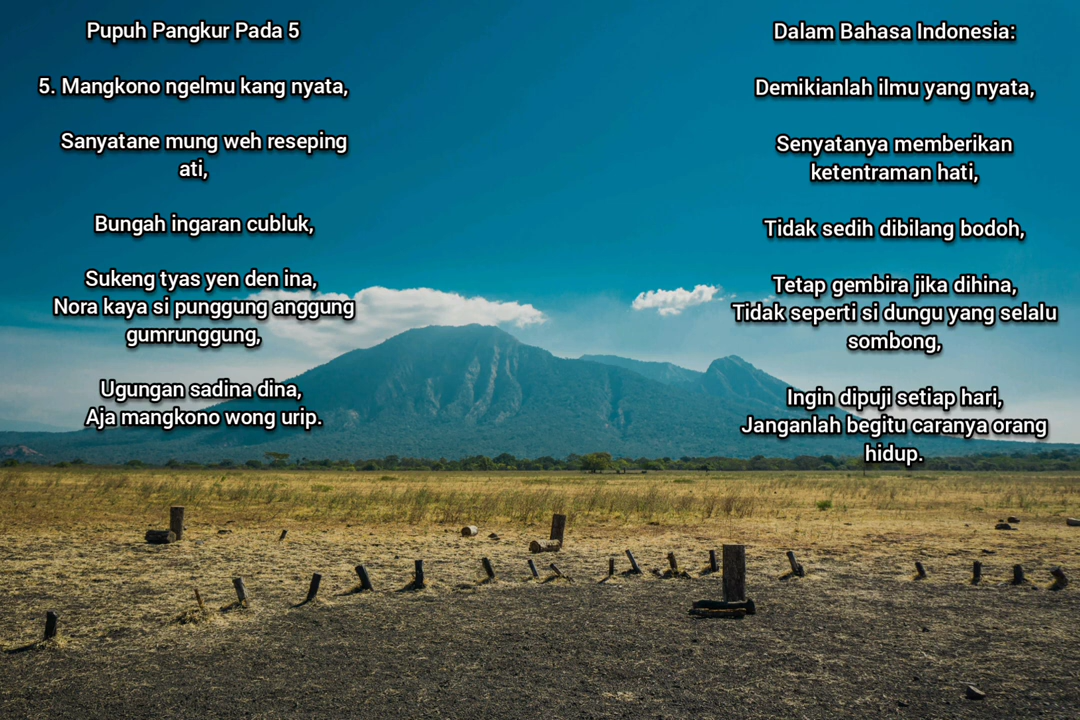 Pupuh Pangkur Pada 5
5. Mangkono ngelmu kang nyata,
Sanyatane mung weh reseping
ati,
Bungah ingaran cubluk,
Sukeng tyas yen den ina,
Nora kaya si punggung anggung
gumrunggung,
Ugungan sadina dina,
Aja mangkono wong urip.
Dalam Bahasa Indonesia:
Demikianlah ilmu yang nyata,
Senyatanya memberikan
ketentraman hati,
Tidak sedih dibilang bodoh,
Tetap gembira jika dihina,
Tidak seperti si dungu yang selalu
sombong,
Ingin dipuji setiap hari,
Janganlah begitu caranya orang
hidup.